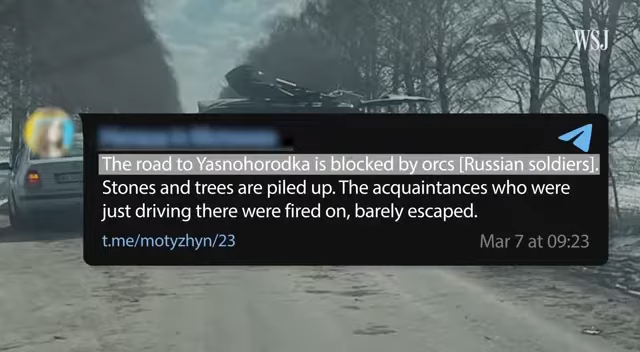 WSJ
The road to Yasnohorodka is blocked by orcs [Russian soldiers].
Stones and trees are piled up. The acquaintances who were
just driving there were fired on, barely escaped.
t.me/motyzhyn/23
Mar 7 at 09:23